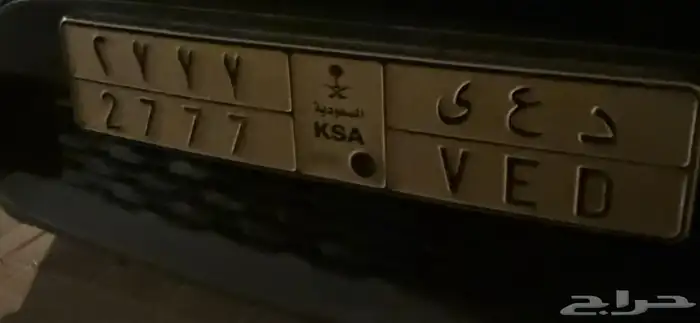 ٢٧٧٧
2777
السعودية
KSA
د ع ى
VED
حراج